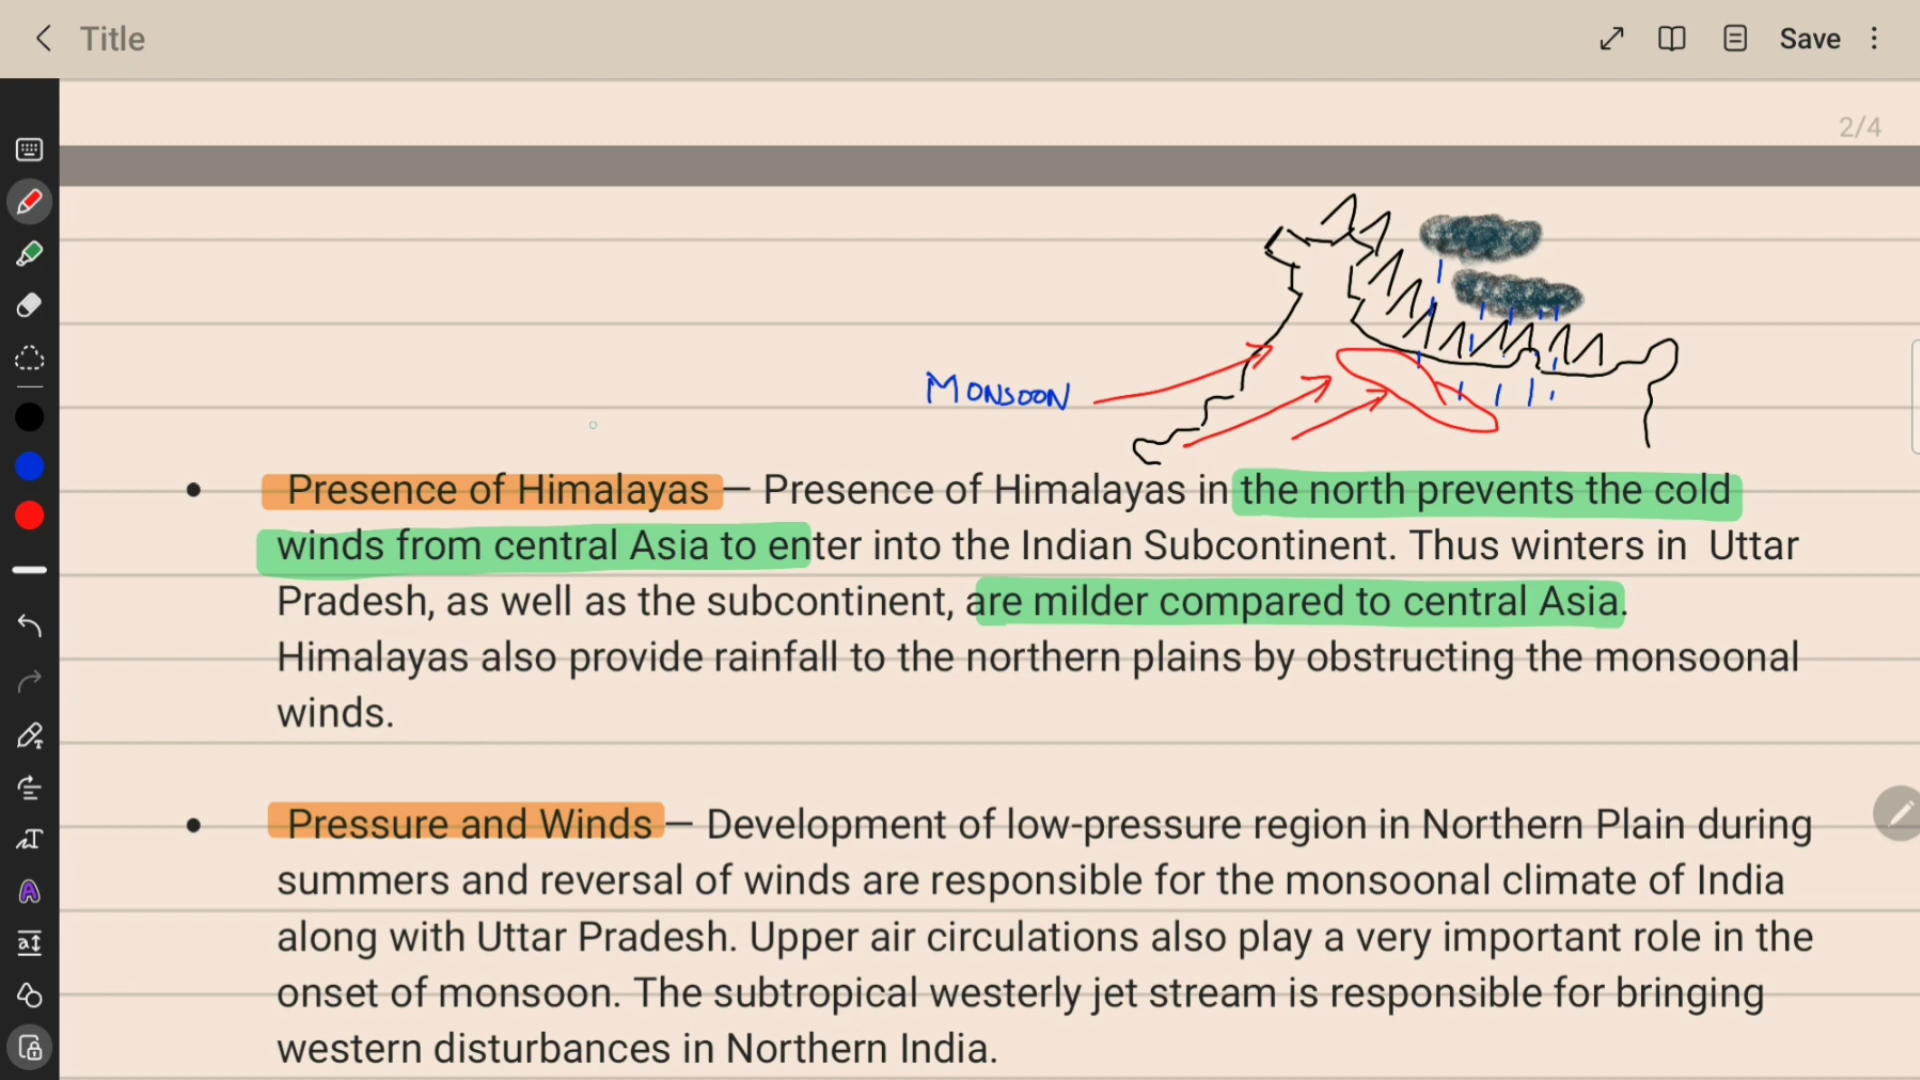 Title
Save
2/4
MONSOON
• Presence of Himalayas – Presence of Himalayas in the north prevents the cold
winds from central Asia to enter into the Indian Subcontinent. Thus winters in Uttar
Pradesh, as well as the subcontinent, are milder compared to central Asia.
Himalayas also provide rainfall to the northern plains by obstructing the monsoonal
winds.
• Pressure and Winds – Development of low-pressure region in Northern Plain during
summers and reversal of winds are responsible for the monsoonal climate of India
along with Uttar Pradesh. Upper air circulations also play a very important role in the
onset of monsoon. The subtropical westerly jet stream is responsible for bringing
western disturbances in Northern India.